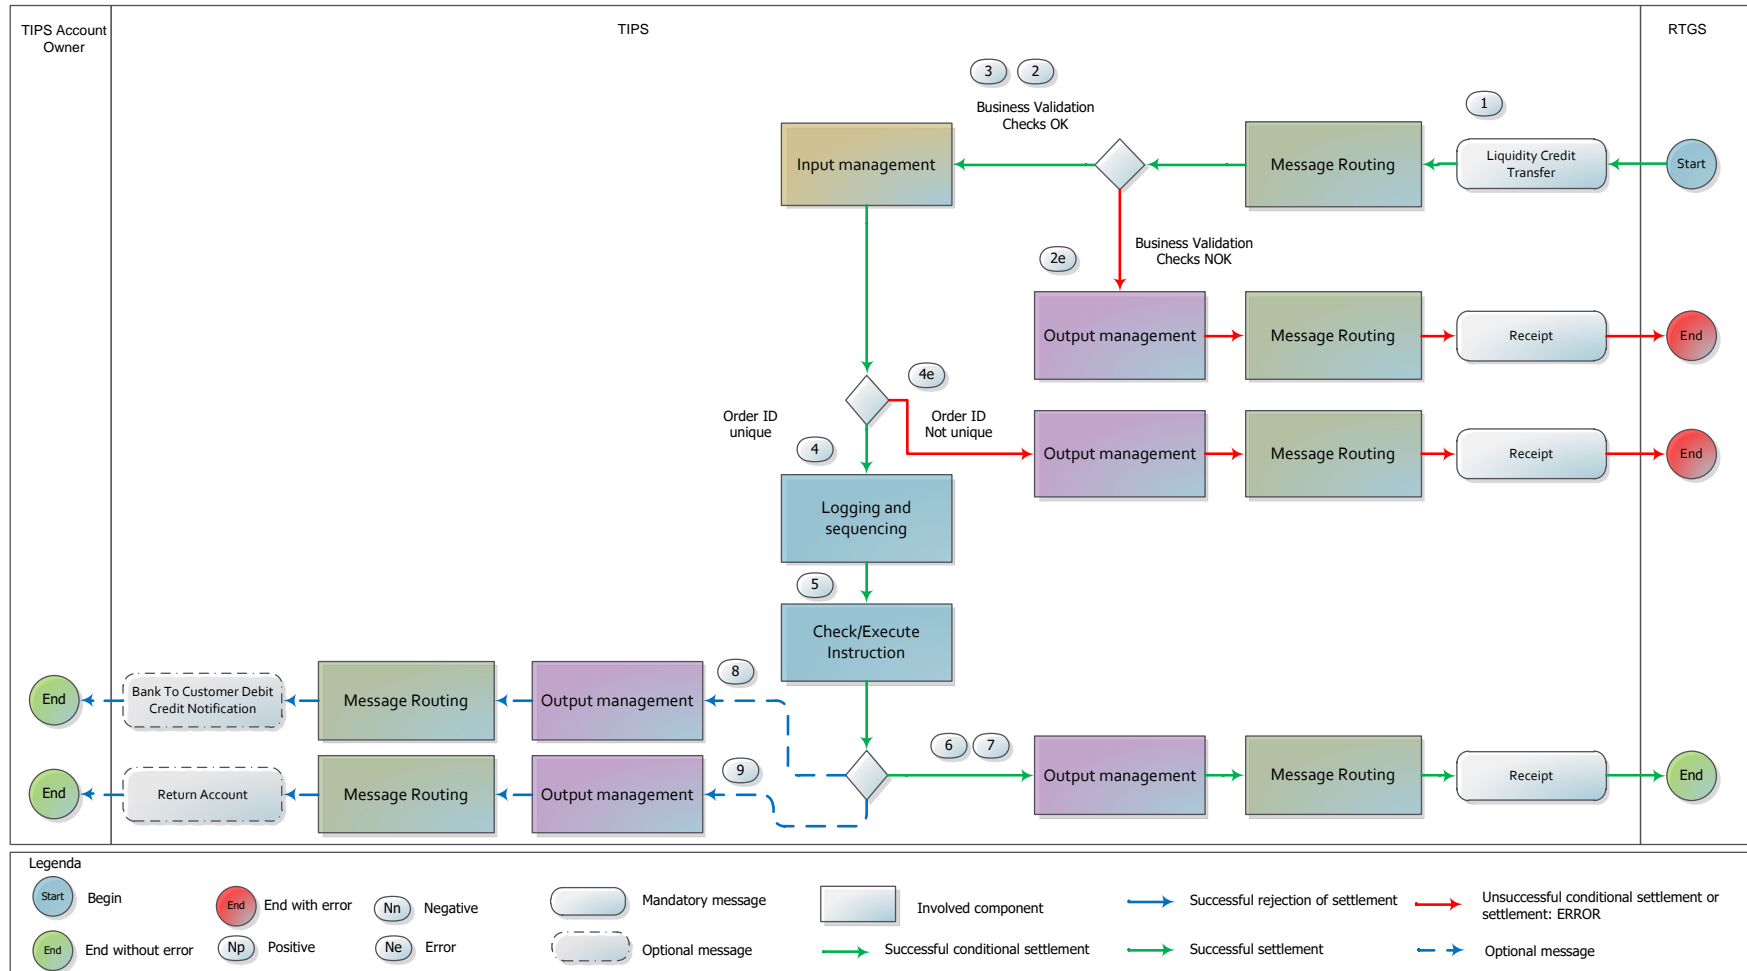 TIPS Account
Owner
TIPS
RTGS
3
2
1
Business Validation
Checks OK
Input management
Message Routing
Liquidity Credit
Transfer
Start
Business Validation
Checks NOK
2e
Output management
Message Routing
Receipt
End
4e
Order ID
unique
Order ID
Not unique
4
Output management
Message Routing
Receipt
End
Logging and
sequencing
5
Check/Execute
Instruction
8
End
Bank To Customer Debit
Credit Notification
Message Routing
Output management
6
7
9
End
Return Account
Message Routing
Output management
Output management
Message Routing
Receipt
End
Legenda
Start
Begin
End
End with error
Nn
Negative
Mandatory message
Involved component
Successful rejection of settlement
Unsuccessful conditional settlement or
settlement: ERROR
End
End without error
Np
Positive
Ne
Error
Optional message
Successful conditional settlement
Successful settlement
Optional message